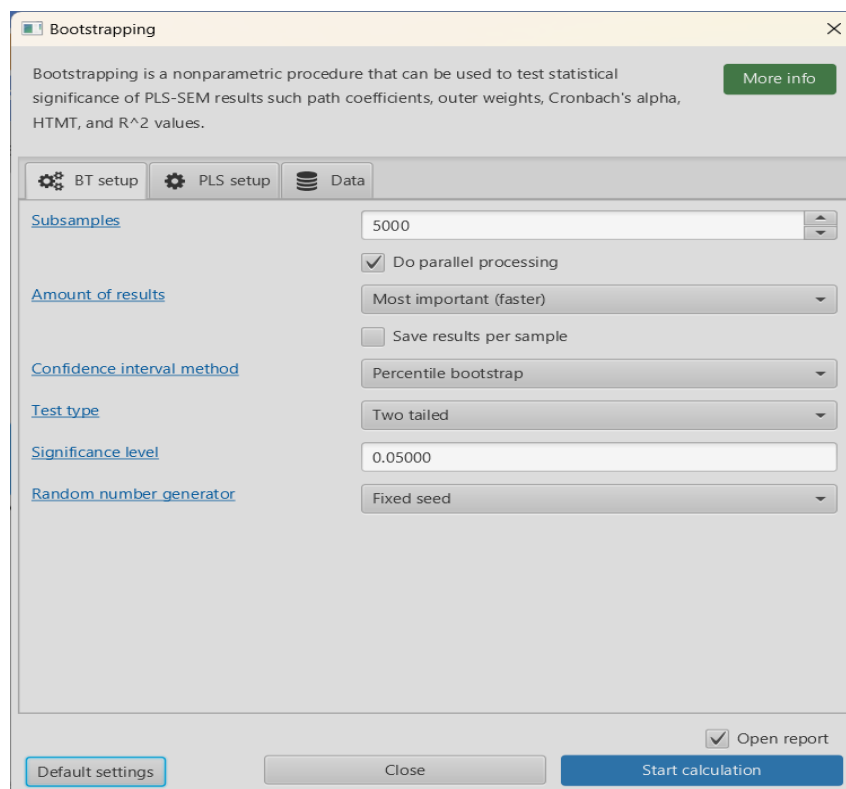 Bootstrapping
Bootstrapping is a nonparametric procedure that can be used to test statistical
significance of PLS-SEM results such path coefficients, outer weights, Cronbach's alpha,
HTMT, and R^2 values.
More info
BT setup
PLS setup
Data
Subsamples
5000
Do parallel processing
Amount of results
Most important (faster)
Save results per sample
Confidence interval method
Percentile bootstrap
Test type
Two tailed
Significance level
0.05000
Random number generator
Fixed seed
Open report
Default settings
Close
Start calculation